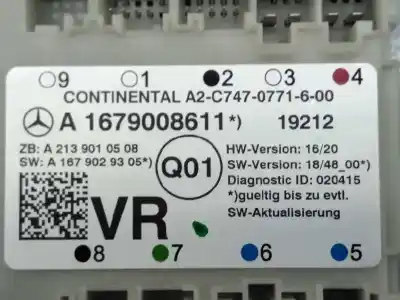 9 1 2 3 4
CONTINENTAL A2-C747-0771-6-00
A 1679008611*) 19212
ZB: A 213 901 05 08
SW: A 167 902 93 05*)
Q01
HW-Version: 16/20
SW-Version: 18/48_00*)
Diagnostic ID: 020415
*)gueltig bis zu evtl.
SW-Aktualisierung
VR
8 7 6 5